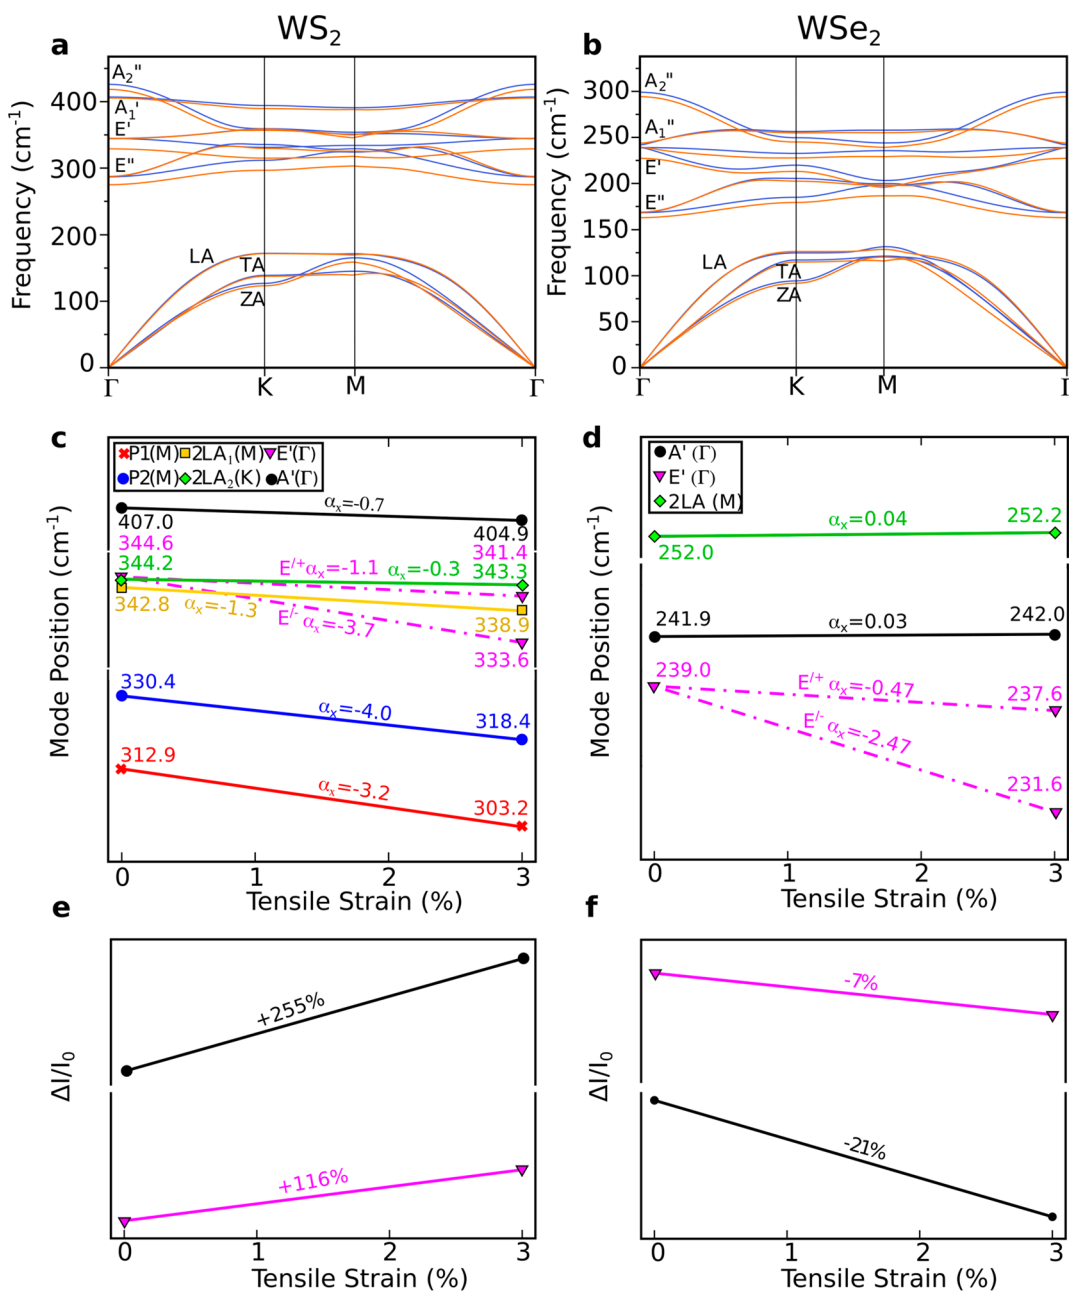 WS2
WSe2
a
b
Frequency (cm-1)
400
300
200
100
0
A2"
A1'
E'
E"
LA
TA
ZA
Γ
K
M
Γ
Frequency (cm-1)
300
250
200
150
100
50
0
A2"
A1"
E'
E"
LA
TA
ZA
Γ
K
M
Γ
c
Mode Position (cm-1)
P1(M) 2LA1(M) E'(Γ)
P2(M) 2LA2(K) A'(Γ)
αx=-0.7
407.0
404.9
344.6
341.4
344.2
E/+αx=-1.1
αx=-0.3
343.3
342.8
αx=-1.3
E/- αx=-3.7
338.9
333.6
330.4
αx=-4.0
318.4
312.9
αx=-3.2
303.2
0 1 2 3
Tensile Strain (%)
d
Mode Position (cm-1)
A' (Γ)
E' (Γ)
2LA (M)
αx=0.04
252.2
252.0
241.9
αx=0.03
242.0
239.0
E/+ αx=-0.47
237.6
E/- αx=-2.47
231.6
0 1 2 3
Tensile Strain (%)
e
ΔI/I0
+255%
+116%
0 1 2 3
Tensile Strain (%)
f
ΔI/I0
-7%
-21%
0 1 2 3
Tensile Strain (%)